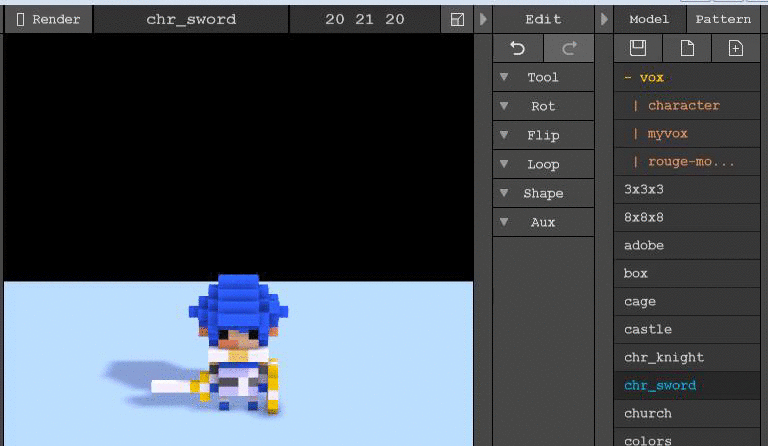 Render chr_sword 20 21 20 Edit Model Pattern
Tool
Rot
Flip
Loop
Shape
Aux
- vox
| character
| myvox
| rouge-mo...
3x3x3
8x8x8
adobe
box
cage
castle
chr_knight
chr_sword
church
colors